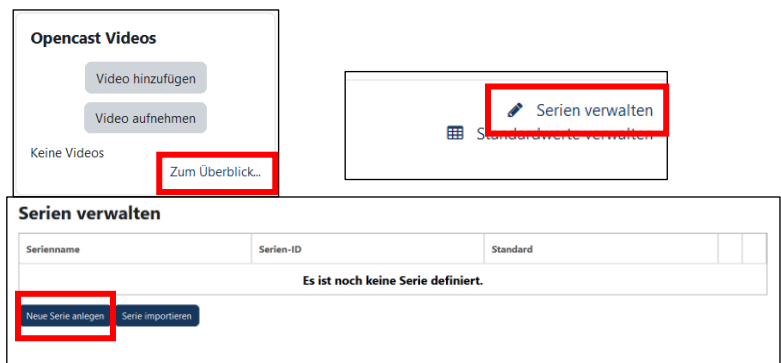 Opencast Videos
Video hinzufügen
Video aufnehmen
Keine Videos
Zum Überblick...
Serien verwalten
Standardwerte verwalten
Serien verwalten
Serienname Serien-ID Standard
Es ist noch keine Serie definiert.
Neue Serie anlegen Serie importieren